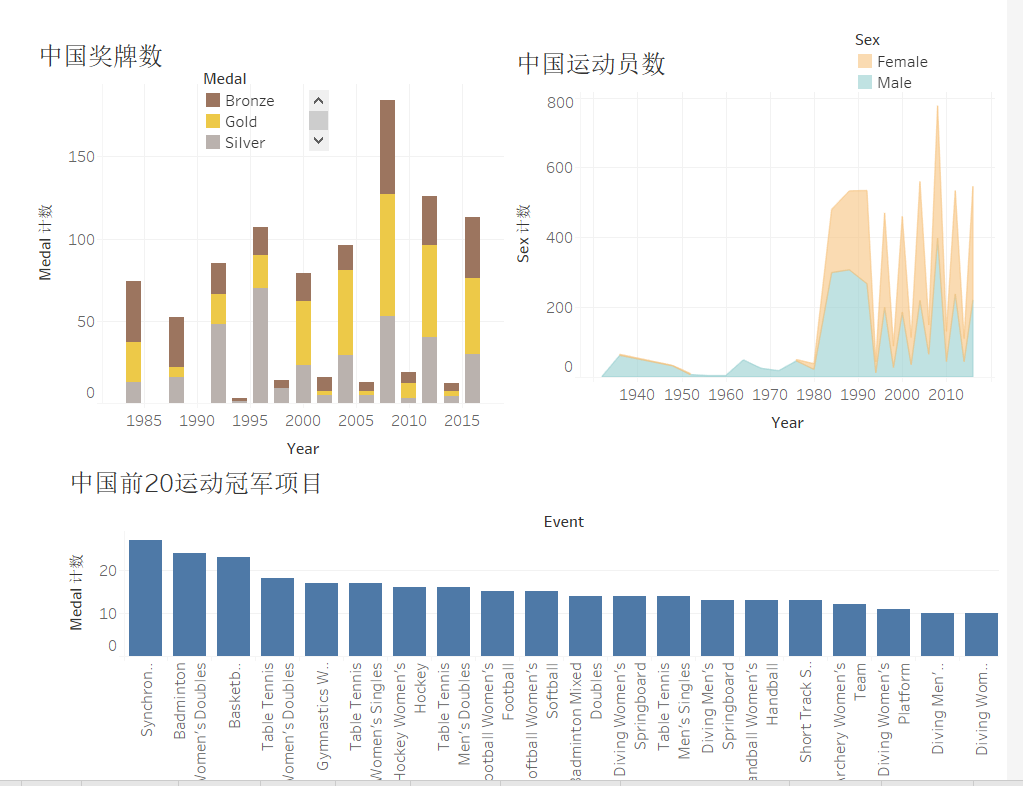 中国奖牌数
Medal
Bronze
Gold
Silver
Medal 计数
150
100
50
0
1985 1990 1995 2000 2005 2010 2015
Year
中国运动员数
Sex
Female
Male
Sex 计数
800
600
400
200
0
1940 1950 1960 1970 1980 1990 2000 2010
Year
中国前20运动冠军项目
Event
Medal 计数
20
10
0
Synchron..
Badminton
Women's Doubles
Basketb..
Table Tennis
Women's Doubles
Gymnastics W..
Table Tennis
Women's Singles
Hockey Women's
Hockey
Table Tennis
Men's Doubles
ootball Women's
Football
oftball Women's
Softball
Badminton Mixed
Doubles
Diving Women's
Springboard
Table Tennis
Men's Singles
Diving Men's
Springboard
andball Women's
Handball
Short Track S..
Archery Women's
Team
Diving Women's
Platform
Diving Men'..
Diving Wom..